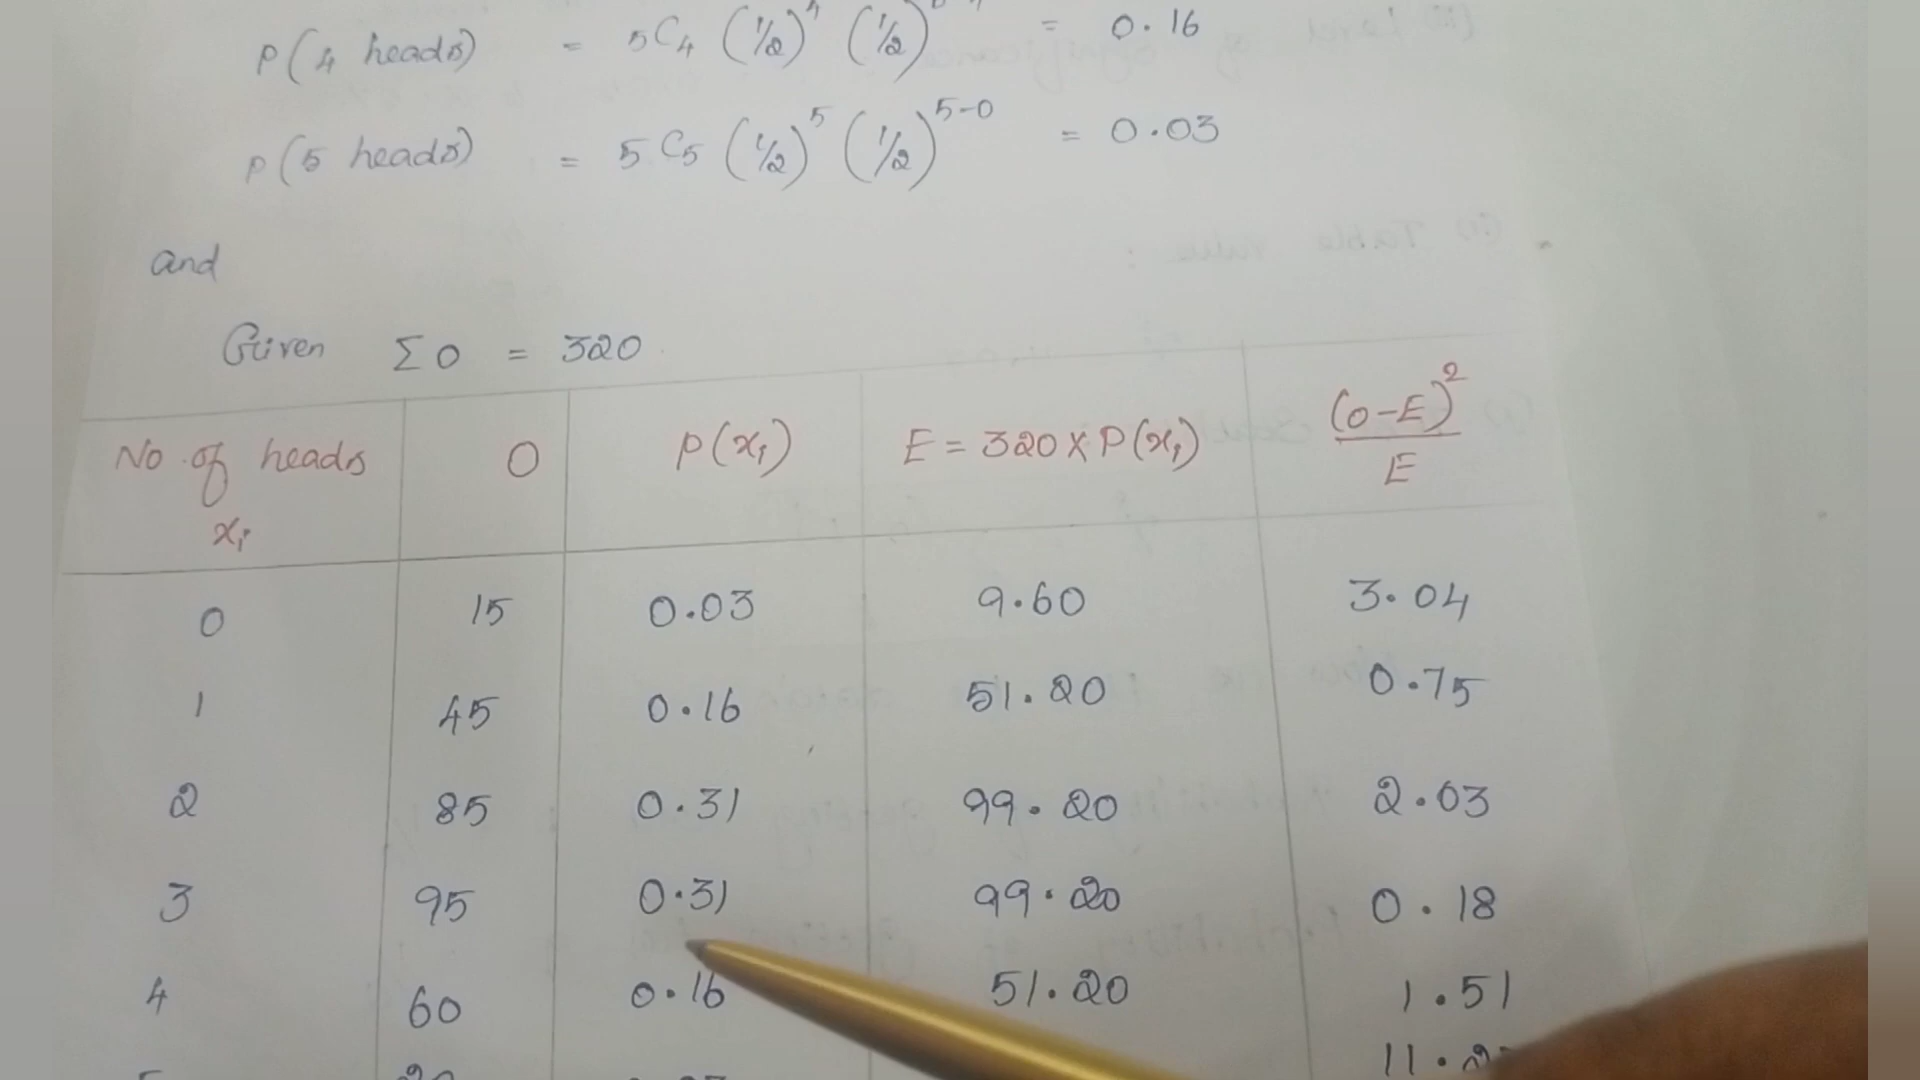 P(4 heads) = 5C4 (1/2)^4 (1/2) = 0.16
P(5 heads) = 5C5 (1/2)^5 (1/2)^5-0 = 0.03
and
Given Σ0 = 320
No of heads xi | O | P(xi) | E = 320 X P(xi) | (O-E)^2 / E
0 | 15 | 0.03 | 9.60 | 3.04
1 | 45 | 0.16 | 51.20 | 0.75
2 | 85 | 0.31 | 99.20 | 2.03
3 | 95 | 0.31 | 99.20 | 0.18
4 | 60 | 0.16 | 51.20 | 1.51